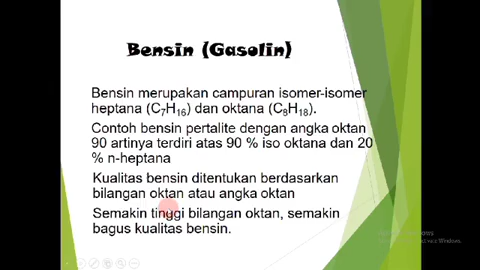 Bensin (Gasolin)
Bensin merupakan campuran isomer-isomer
heptana (C₇H₁₆) dan oktana (C₈H₁₈).
Contoh bensin pertalite dengan angka oktan
90 artinya terdiri atas 90 % iso oktana dan 20
% n-heptana
Kualitas bensin ditentukan berdasarkan
bilangan oktan atau angka oktan
Semakin tinggi bilangan oktan, semakin
bagus kualitas bensin.